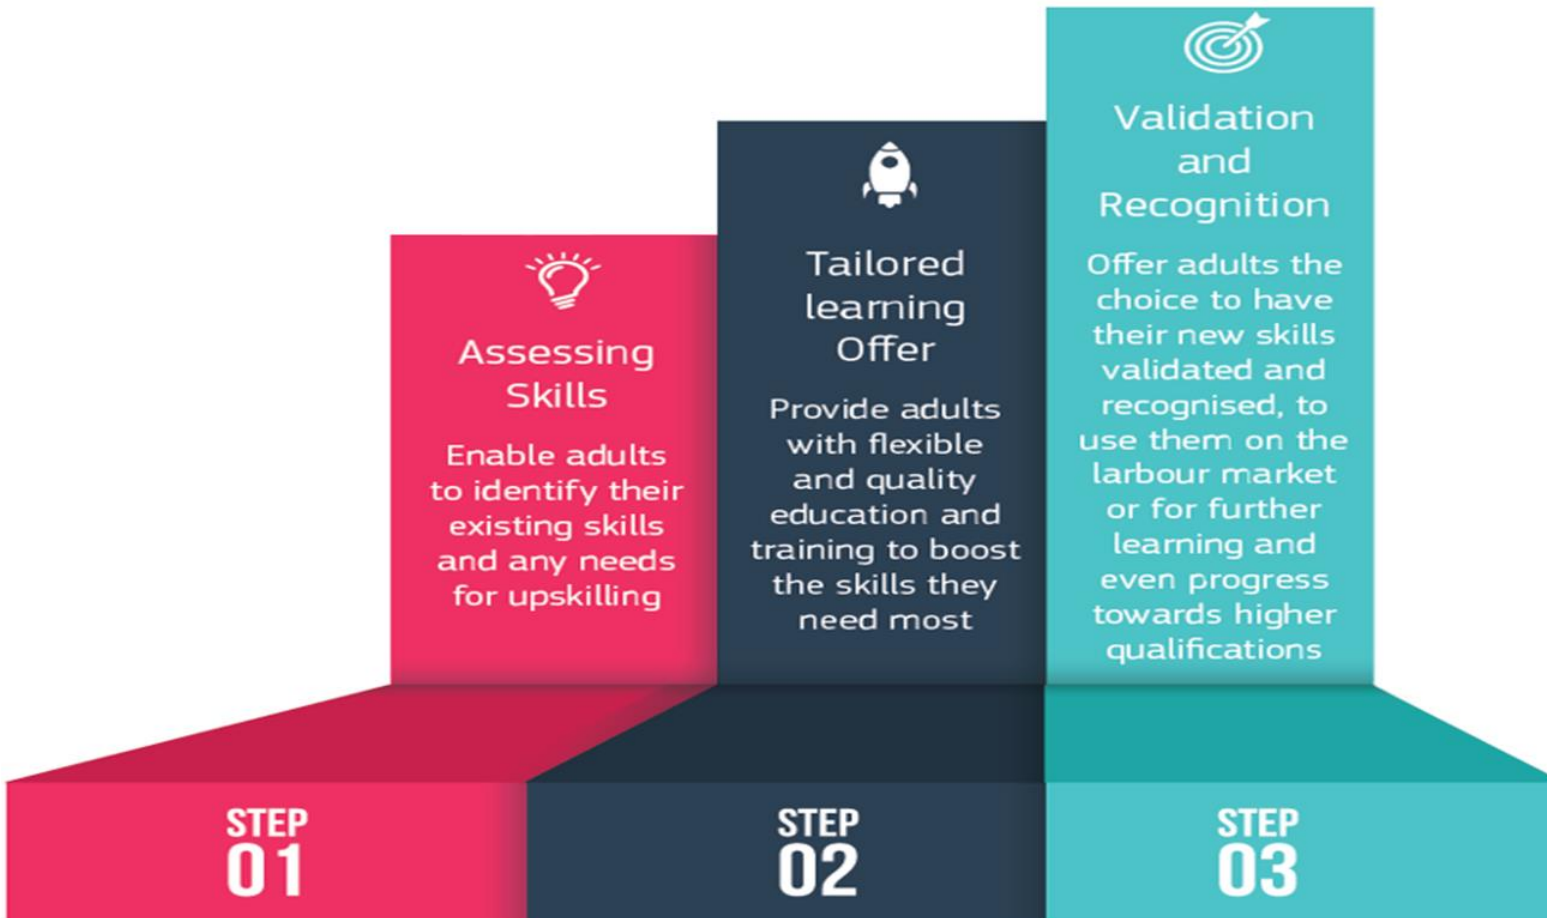 Assessing
Skills
Enable adults
to identify their
existing skills
and any needs
for upskilling
STEP
01
Tailored
learning
Offer
Provide adults
with flexible
and quality
education and
training to boost
the skills they
need most
STEP
02
Validation
and
Recognition
Offer adults the
choice to have
their new skills
validated and
recognised, to
use them on the
larbour market
or for further
learning and
even progress
towards higher
qualifications
STEP
03